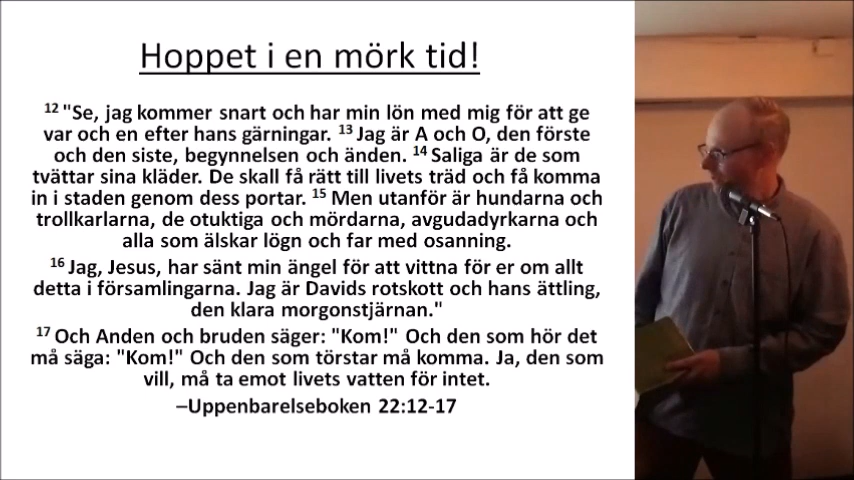 Hoppet i en mörk tid!
12 "Se, jag kommer snart och har min lön med mig för att ge
var och en efter hans gärningar. 13 Jag är A och O, den förste
och den siste, begynnelsen och änden. 14 Saliga är de som
tvättar sina kläder. De skall få rätt till livets träd och få komma
in i staden genom dess portar. 15 Men utanför är hundarna och
trollkarlarna, de otuktiga och mördarna, avgudadyrkarna och
alla som älskar lögn och far med osanning.
16 Jag, Jesus, har sänt min ängel för att vittna för er om allt
detta i församlingarna. Jag är Davids rotskott och hans ättling,
den klara morgonstjärnan."
17 Och Anden och bruden säger: "Kom!" Och den som hör det
må säga: "Kom!" Och den som törstar må komma. Ja, den som
vill, må ta emot livets vatten för intet.
–Uppenbarelseboken 22:12-17